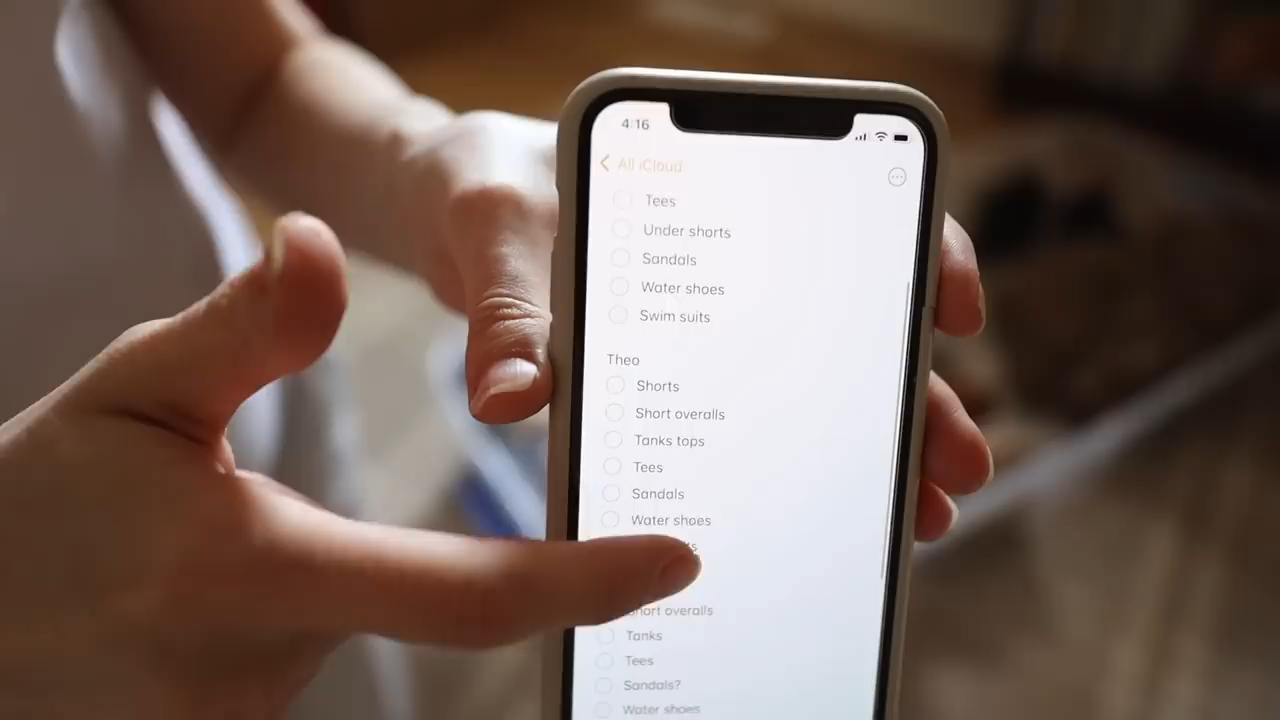 4:16
All iCloud
Tees
Under shorts
Sandals
Water shoes
Swim suits
Theo
Shorts
Short overalls
Tanks tops
Tees
Sandals
Water shoes
Short overalls
Tanks
Tees
Sandals?
Water shoes